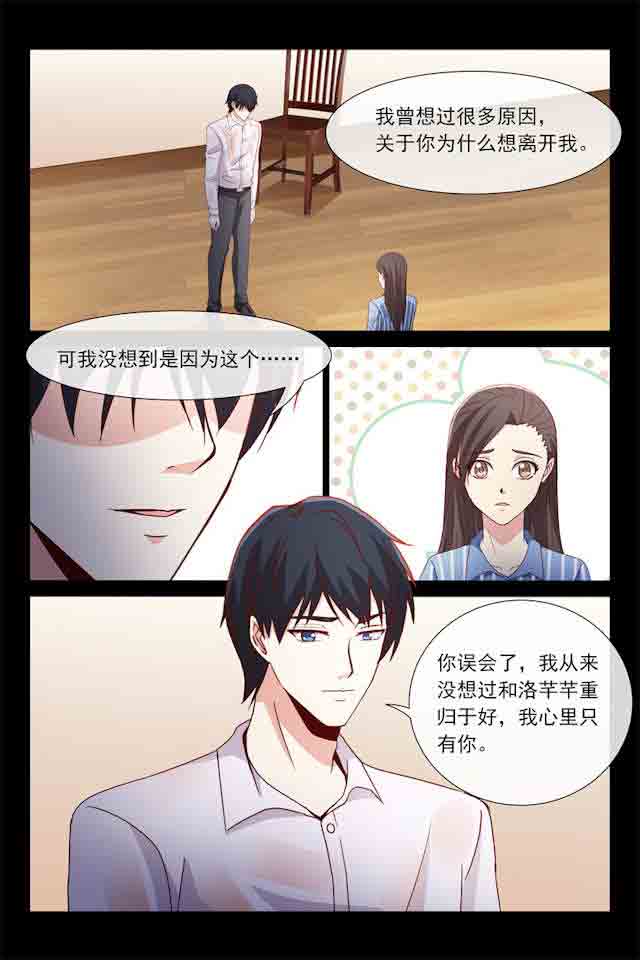 我曾想过很多原因，
关于你为什么想离开我。
可我没想到是因为这个……
你误会了，我从来
没想过和洛芊芊重
归于好，我心里只
有你。